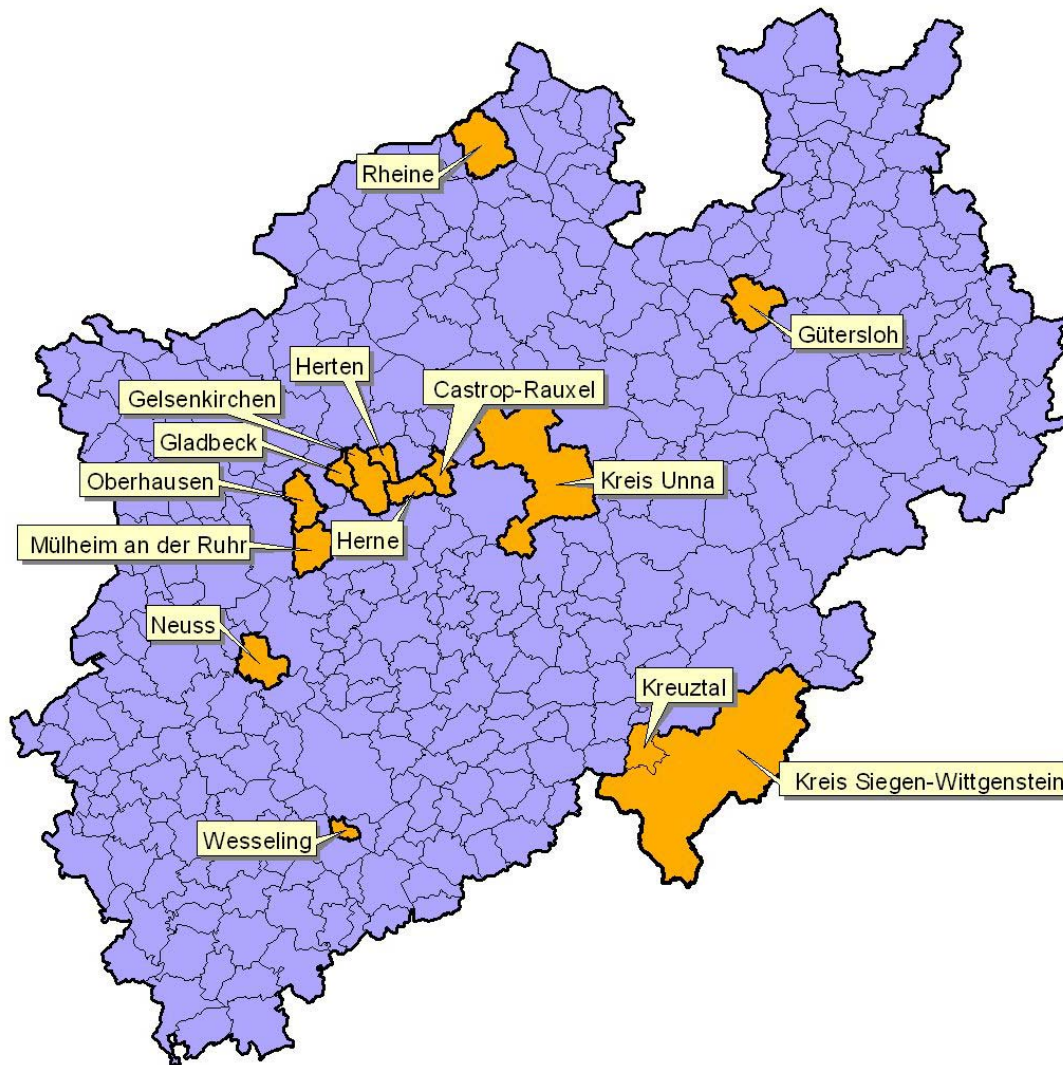 Rheine
Gütersloh
Herten
Castrop-Rauxel
Gelsenkirchen
Gladbeck
Oberhausen
Kreis Unna
Mülheim an der Ruhr
Herne
Neuss
Kreuztal
Kreis Siegen-Wittgenstein
Wesseling